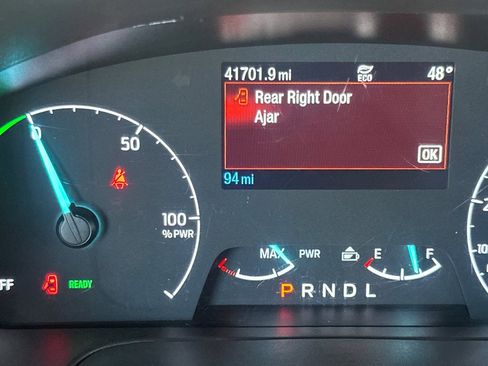 41701.9 mi
ECO
48°
Rear Right Door
Ajar
OK
94 mi
0
50
100
% PWR
FF
READY
MAX
PWR
E
F
P R N D L